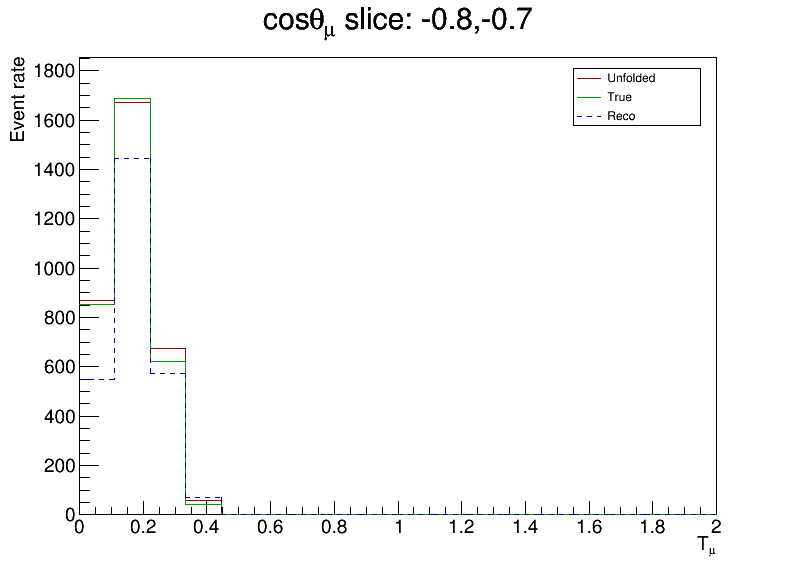 cosθμ slice: -0.8,-0.7
Event rate
1800
1600
1400
1200
1000
800
600
400
200
0
Unfolded
True
Reco
0 0.2 0.4 0.6 0.8 1 1.2 1.4 1.6 1.8 2
Tμ